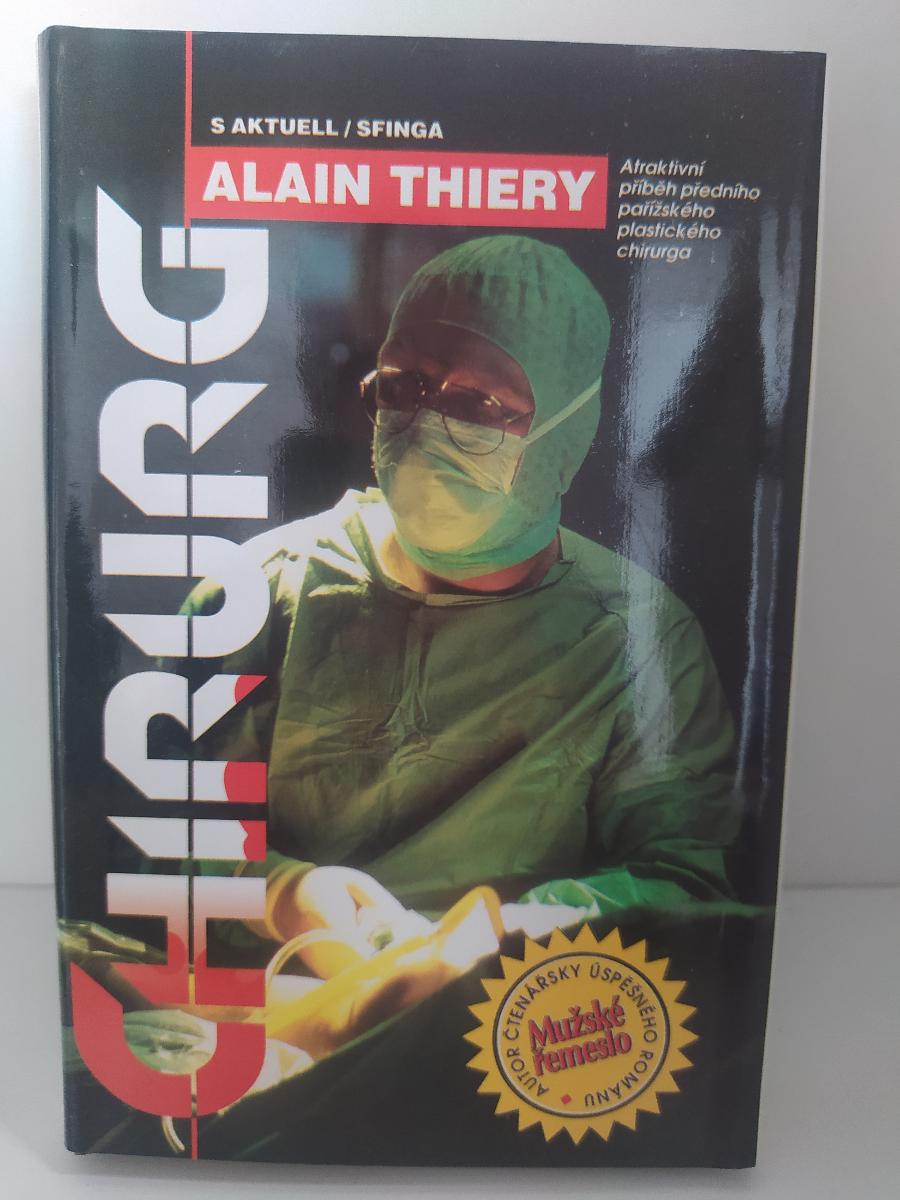 S AKTUELL / SFINGA
ALAIN THIERY
Atraktivní
příběh předního
pařížského
plastického
chirurga
CHIRURG
AUTOR ČTENÁŘSKY ÚSPĚŠNÉHO ROMÁNU
Mužské
řemeslo